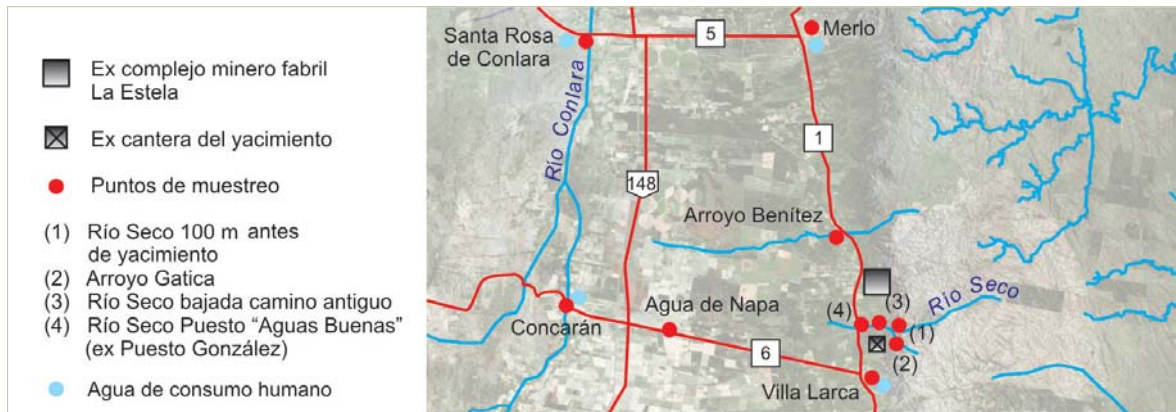 Ex complejo minero fabril
La Estela
Ex cantera del yacimiento
Puntos de muestreo
(1) Río Seco 100 m antes
de yacimiento
(2) Arroyo Gatica
(3) Río Seco bajada camino antiguo
(4) Río Seco Puesto “Aguas Buenas”
(ex Puesto González)
Agua de consumo humano
Santa Rosa
de Conlara
5
Merlo
Río Conlara
1
148
Arroyo Benítez
Río Seco
(3)
(4)
(1)
Agua de Napa
Concarán
(2)
6
Villa Larca